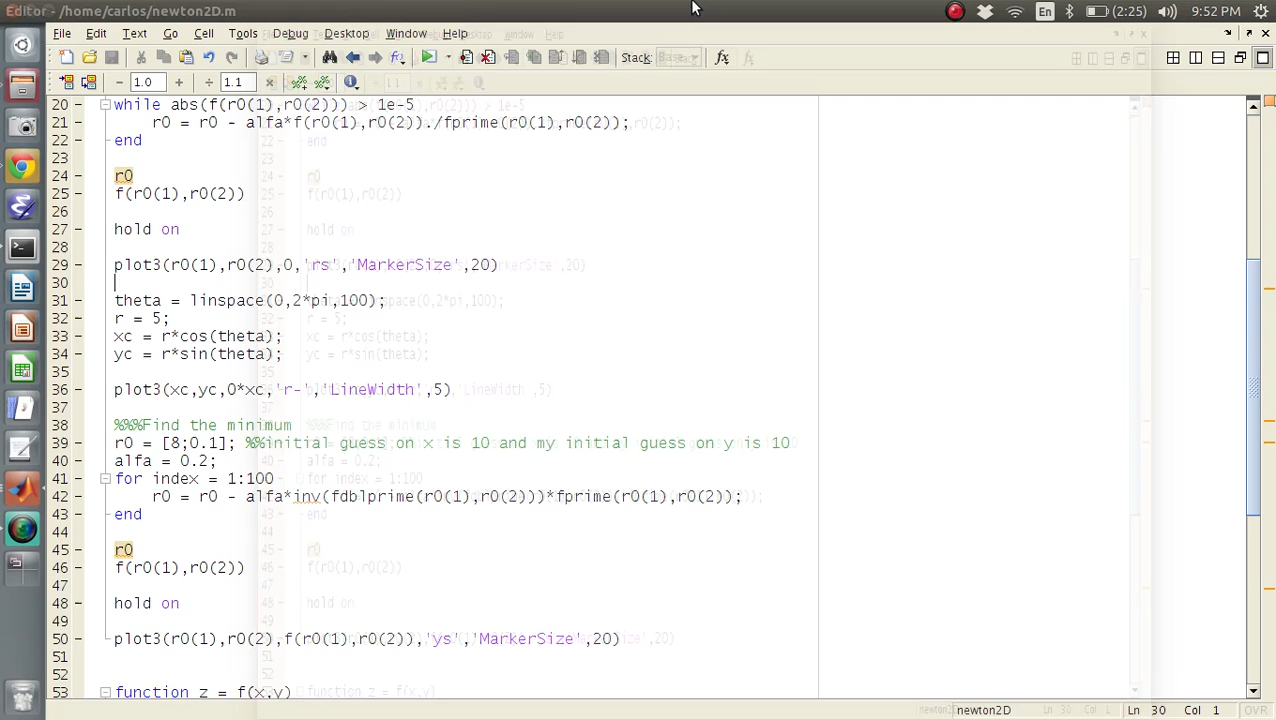 Editor - /home/carlos/newton2D.m
En
(2:25)
9:52 PM
File Edit Text Go Cell Tools Debug Desktop Window Help
Stack: Base
1.0
1.1
20 while abs(f(r0(1),r0(2))) > 1e-5
21 r0 = r0 - alfa*f(r0(1),r0(2))./fprime(r0(1),r0(2));
22 end
23
24 r0
25 f(r0(1),r0(2))
26
27 hold on
28
29 plot3(r0(1),r0(2),0,'rs','MarkerSize',20)
30
31 theta = linspace(0,2*pi,100);
32 r = 5;
33 xc = r*cos(theta);
34 yc = r*sin(theta);
35
36 plot3(xc,yc,0*xc,'r-','LineWidth',5)
37
38 %%%Find the minimum
39 r0 = [8;0.1]; %%initial guess on x is 10 and my initial guess on y is 10
40 alfa = 0.2;
41 for index = 1:100
42 r0 = r0 - alfa*inv(fdblprime(r0(1),r0(2)))*fprime(r0(1),r0(2));
43 end
44
45 r0
46 f(r0(1),r0(2))
47
48 hold on
49
50 plot3(r0(1),r0(2),f(r0(1),r0(2)),'ys','MarkerSize',20)
51
52
53 function z = f(x,y)
newton2D
Ln 30 Col 1 OVR